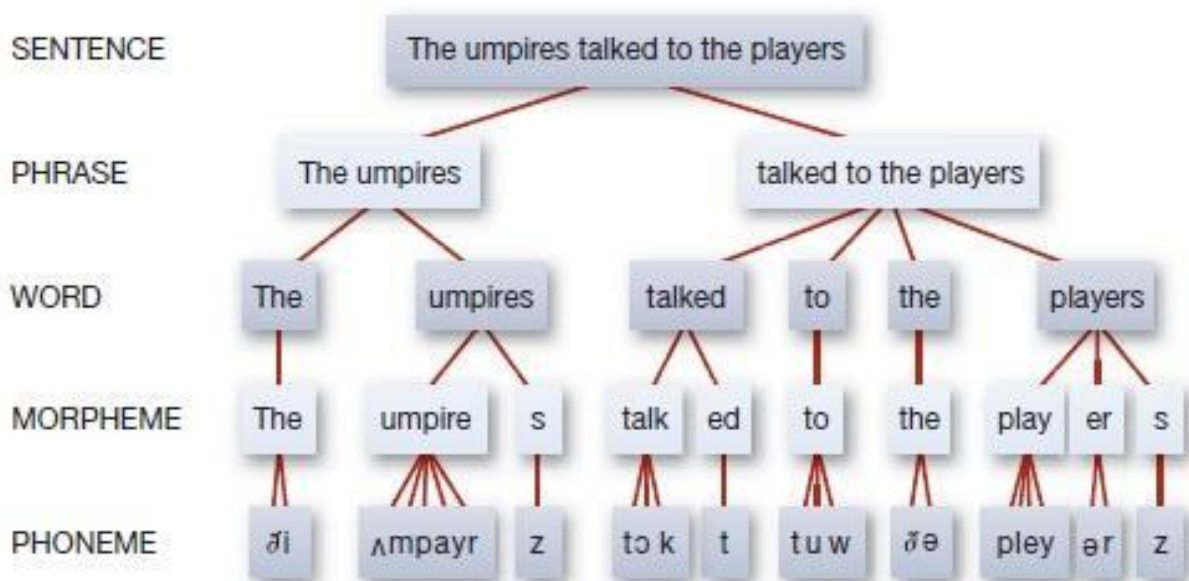 SENTENCE The umpires talked to the players
PHRASE The umpires talked to the players
WORD The umpires talked to the players
MORPHEME The umpire s talk ed to the play er s
PHONEME ði ʌmpayr z tɔk t tuw ðə pley ər z